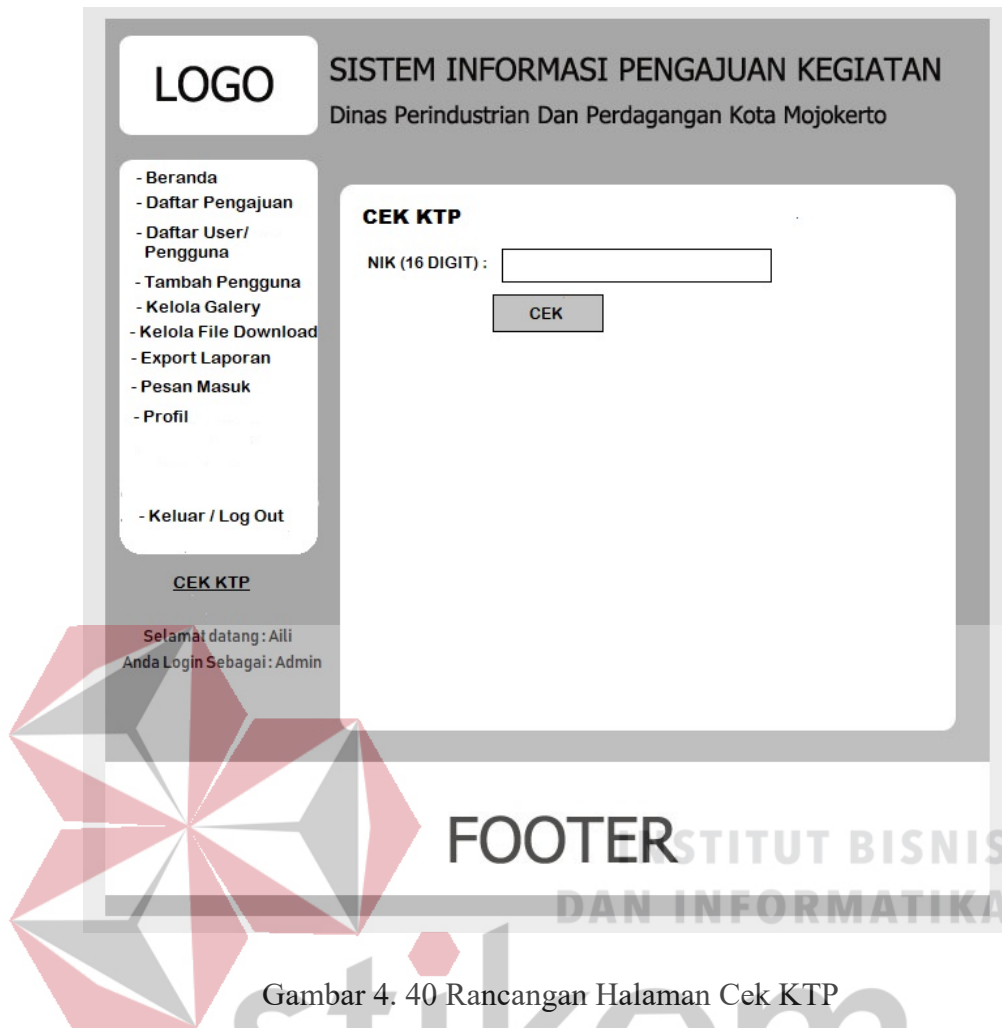 LOGO
SISTEM INFORMASI PENGAJUAN KEGIATAN
Dinas Perindustrian Dan Perdagangan Kota Mojokerto
- Beranda
- Daftar Pengajuan
- Daftar User/
Pengguna
- Tambah Pengguna
- Kelola Galery
- Kelola File Download
- Export Laporan
- Pesan Masuk
- Profil
- Keluar / Log Out
CEK KTP
Selamat datang : Aili
Anda Login Sebagai : Admin
CEK KTP
NIK (16 DIGIT) :
CEK
FOOTER
INSTITUT BISNIS
DAN INFORMATIKA
stikom
Gambar 4. 40 Rancangan Halaman Cek KTP